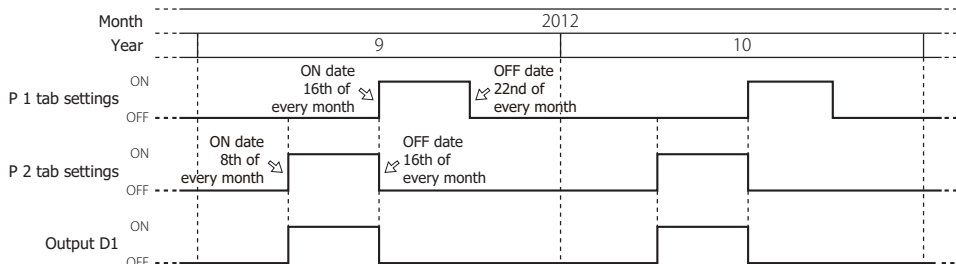 Month 2012
Year 9 10
P 1 tab settings
ON
OFF
ON date
16th of
every month
OFF date
22nd of
every month
P 2 tab settings
ON
OFF
ON date
8th of
every month
OFF date
16th of
every month
Output D1
ON
OFF